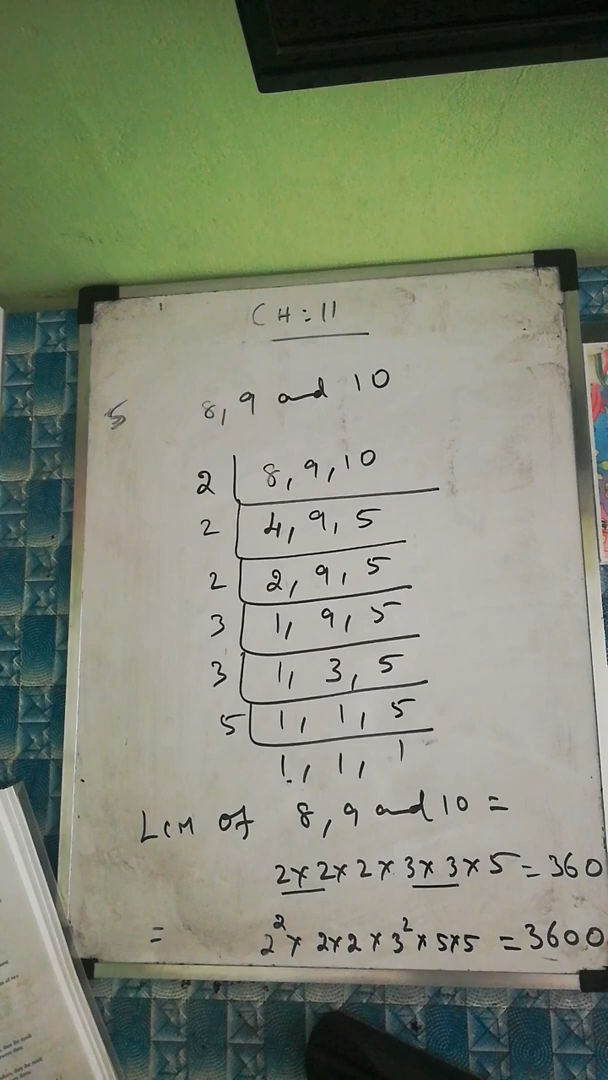 CH:11
5 8, 9 and 10
2 | 8, 9, 10
2 | 4, 9, 5
2 | 2, 9, 5
3 | 1, 9, 5
3 | 1, 3, 5
5 | 1, 1, 5
1, 1, 1
LCM of 8, 9 and 10 =
2×2×2×3×3×5=360
= 2²× 2×2×3²×5×5 =3600